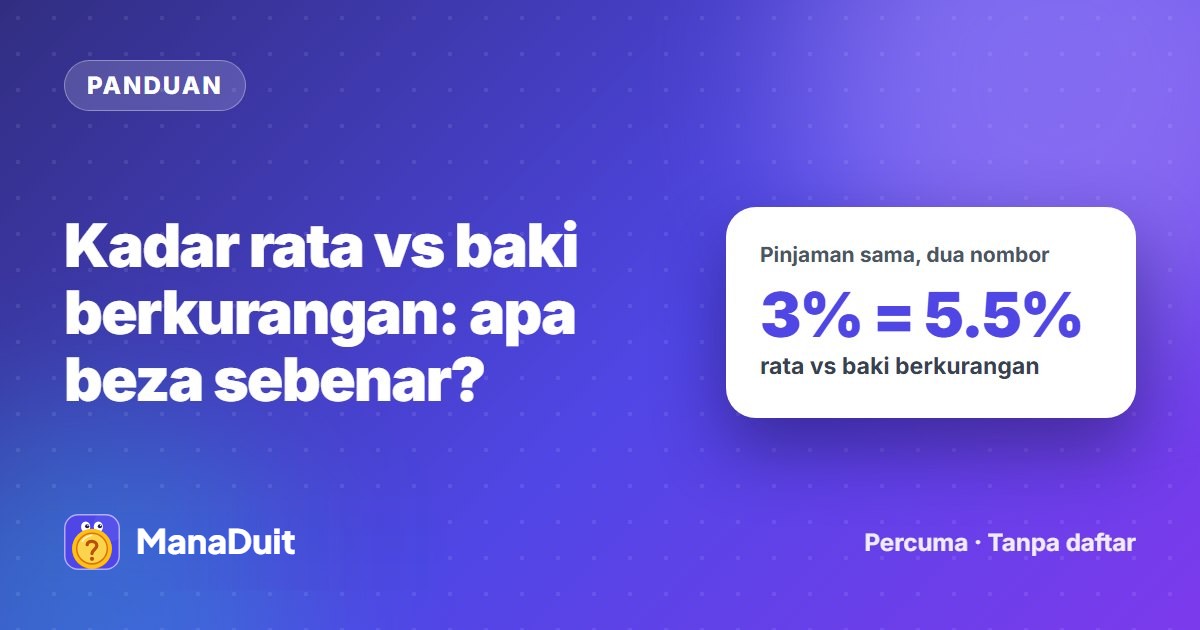 PANDUAN
Kadar rata vs baki
berkurangan: apa
beza sebenar?
Pinjaman sama, dua nombor
3% = 5.5%
rata vs baki berkurangan
?
ManaDuit
Percuma · Tanpa daftar